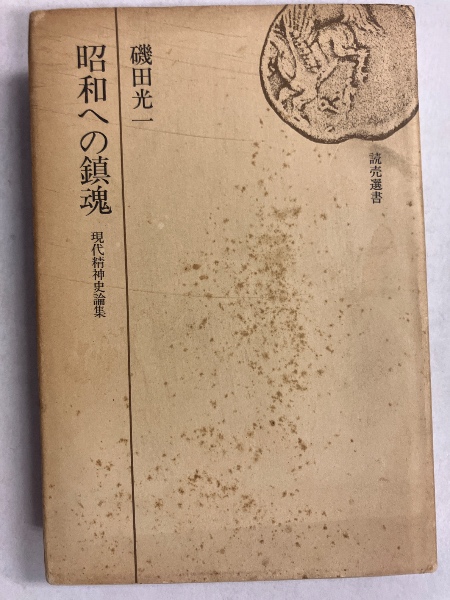 読売選書
磯田光一
昭和への鎮魂
現代精神史論集